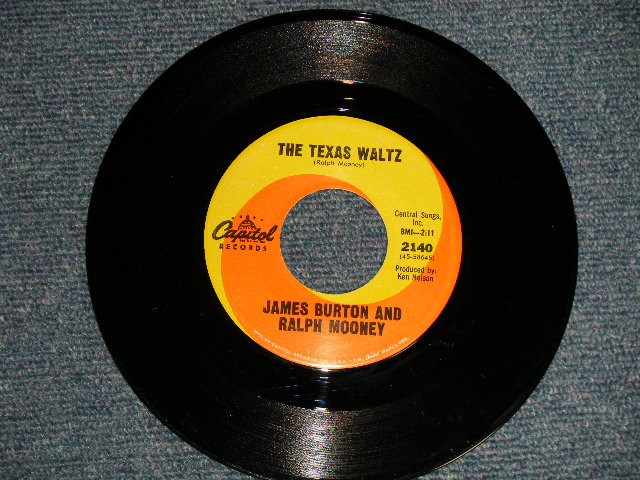 THE TEXAS WALTZ
(Ralph Mooney)
Capitol
RECORDS
Central Songs,
Inc.
BMI—2:11
2140
(45-58645)
Produced by:
Ken Nelson
JAMES BURTON AND
RALPH MOONEY